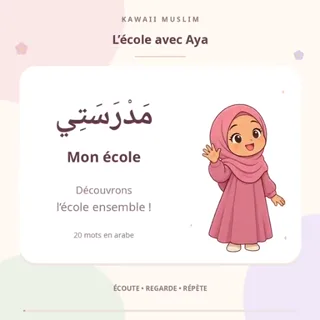 KAWAII MUSLIM
L’école avec Aya
مَدْرَسَتِي
Mon école
Découvrons
l’école ensemble !
20 mots en arabe
ÉCOUTE • REGARDE • RÉPÈTE